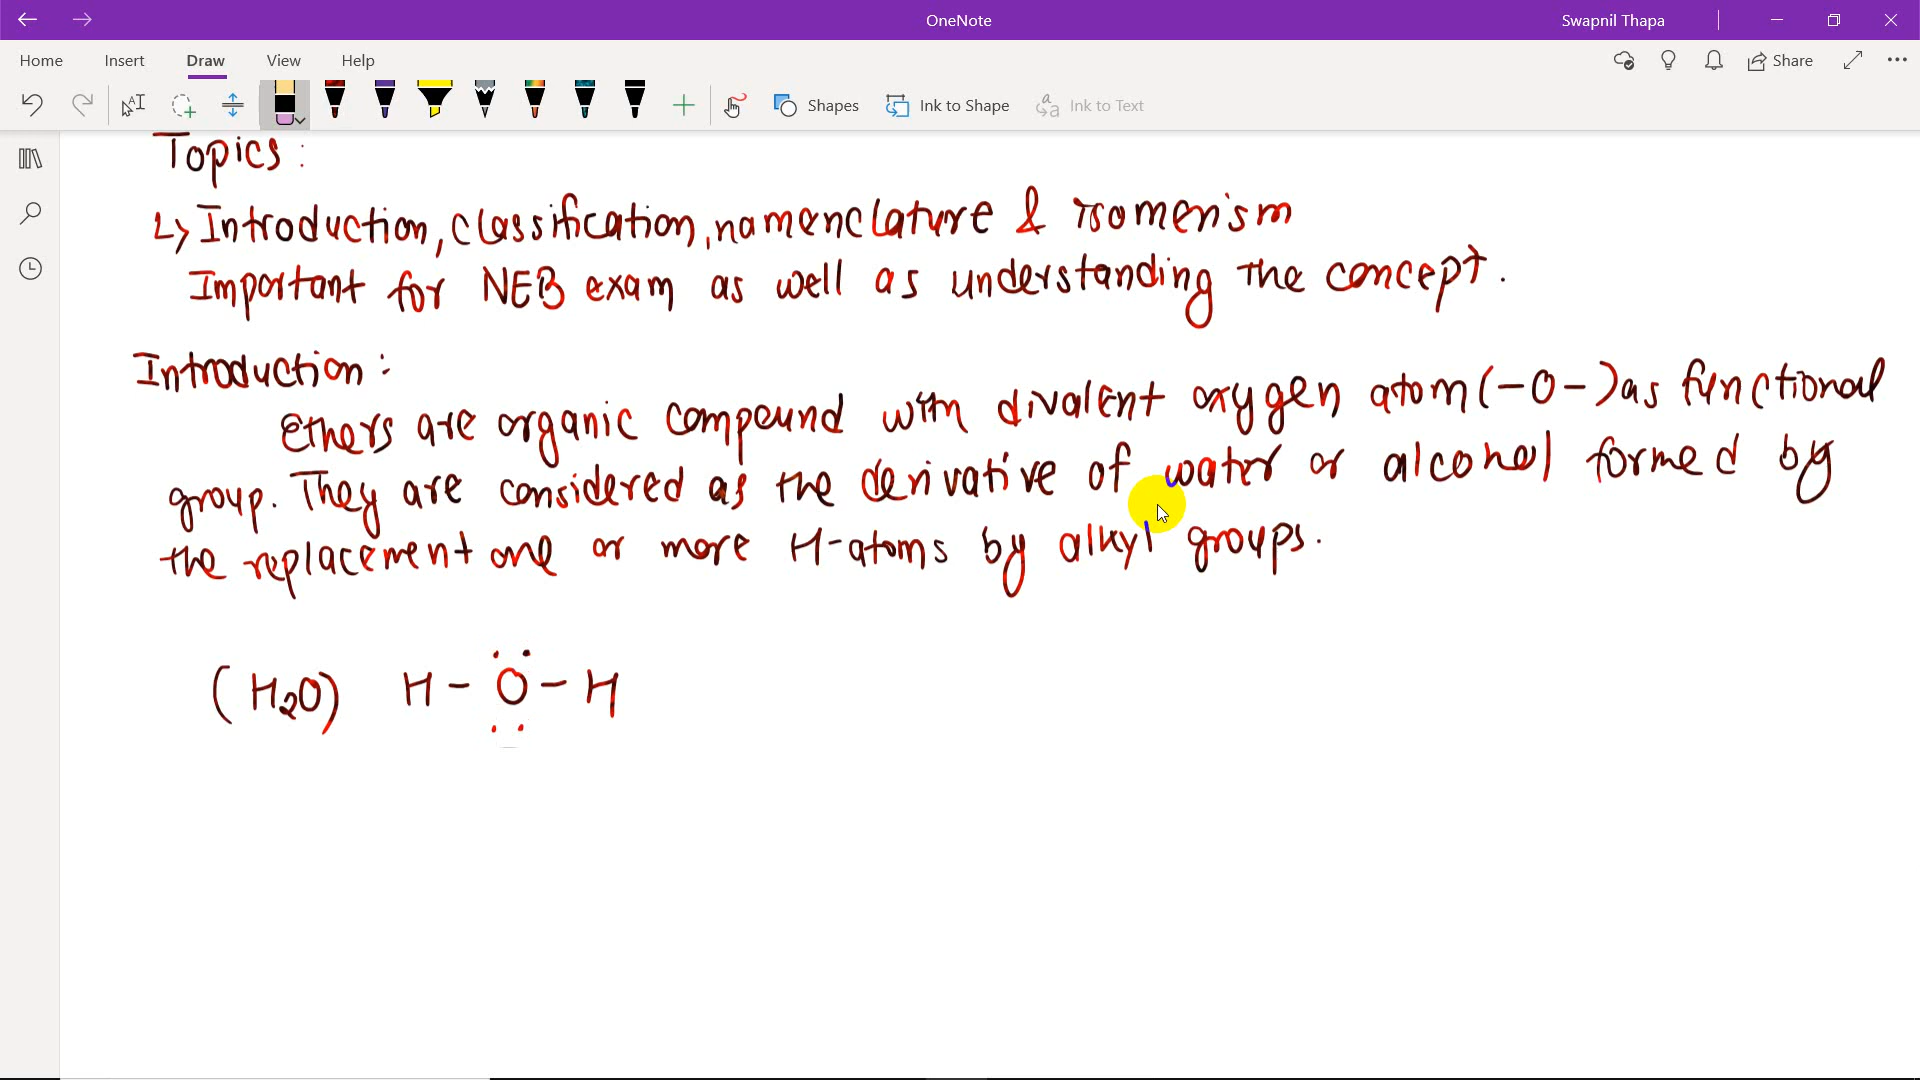 OneNote
Swapnil Thapa
Home Insert Draw View Help
Share
Shapes Ink to Shape Ink to Text
Topics :
↳ Introduction, classification, nomenclature & isomerism
Important for NEB exam as well as understanding the concept.
Introduction :
Ethers are organic compound with divalent oxygen atom (-O-) as functional
group. They are considered as the derivative of water or alcohol formed by
the replacement one or more H-atoms by alkyl groups.
(H₂O) H - O - H